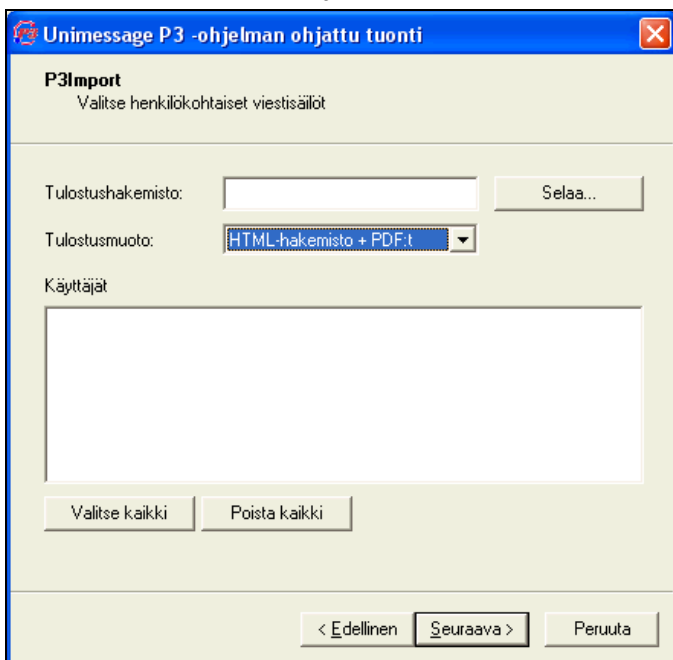 Unimessage P3 -ohjelman ohjattu tuonti
P3Import
Valitse henkilökohtaiset viestisäilöt
Tulostushakemisto: Selaa...
Tulostusmuoto: HTML-hakemisto + PDF:t
Käyttäjät
Valitse kaikki Poista kaikki
< Edellinen Seuraava > Peruuta